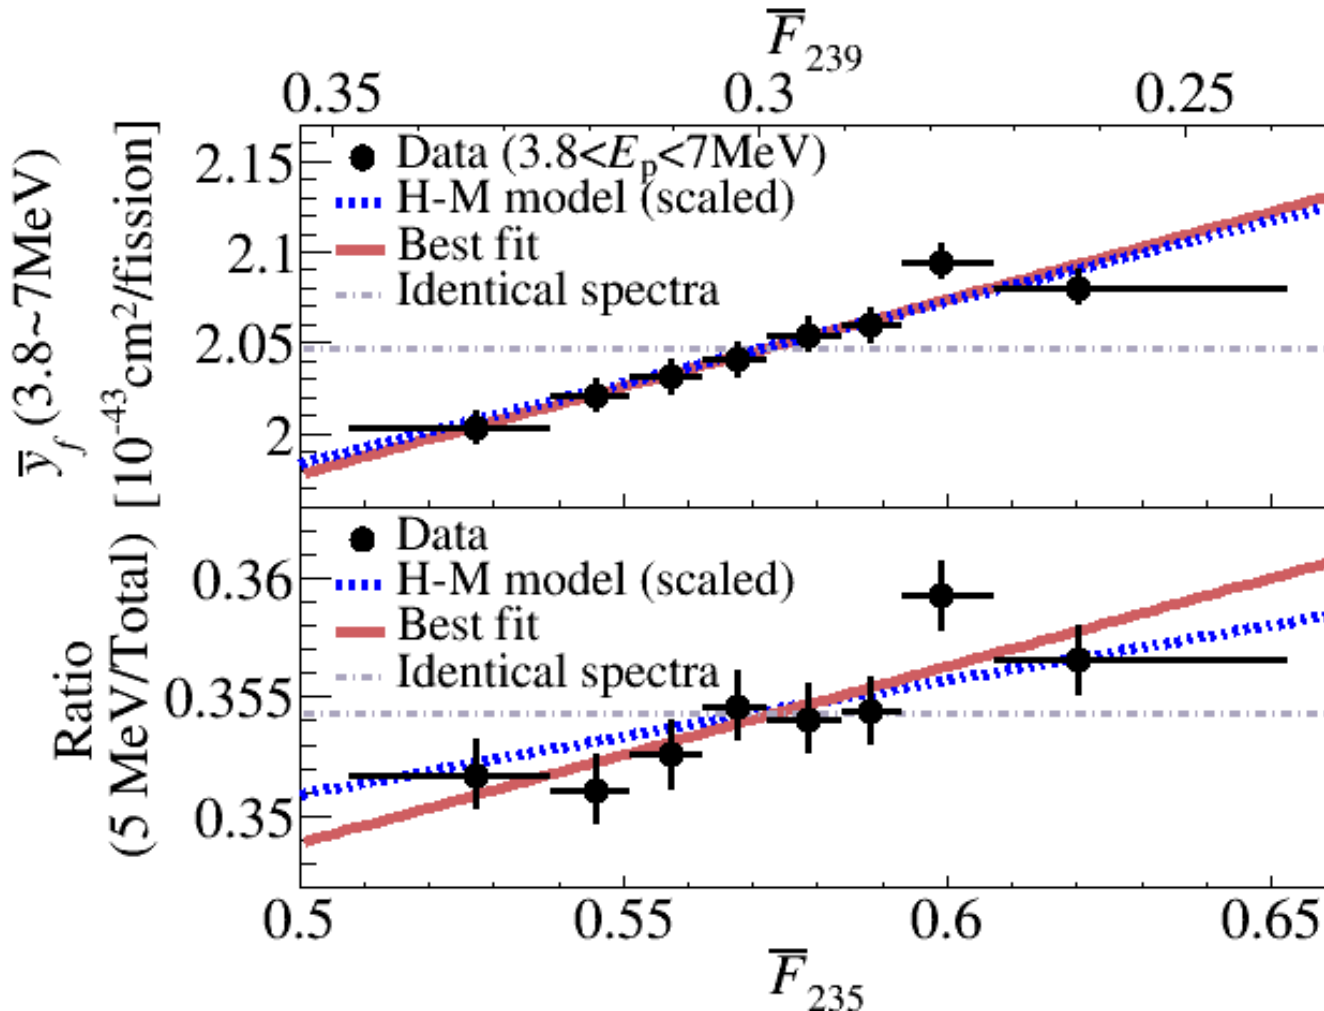 F̅₂₃₉
0.35 0.3 0.25
y̅_f (3.8~7MeV)
[10⁻⁴³cm²/fission]
2.15
2.1
2.05
2
Data (3.8<E_p<7MeV)
H-M model (scaled)
Best fit
Identical spectra
Ratio
(5 MeV/Total)
0.36
0.355
0.35
Data
H-M model (scaled)
Best fit
Identical spectra
0.5 0.55 0.6 0.65
F̅₂₃₅